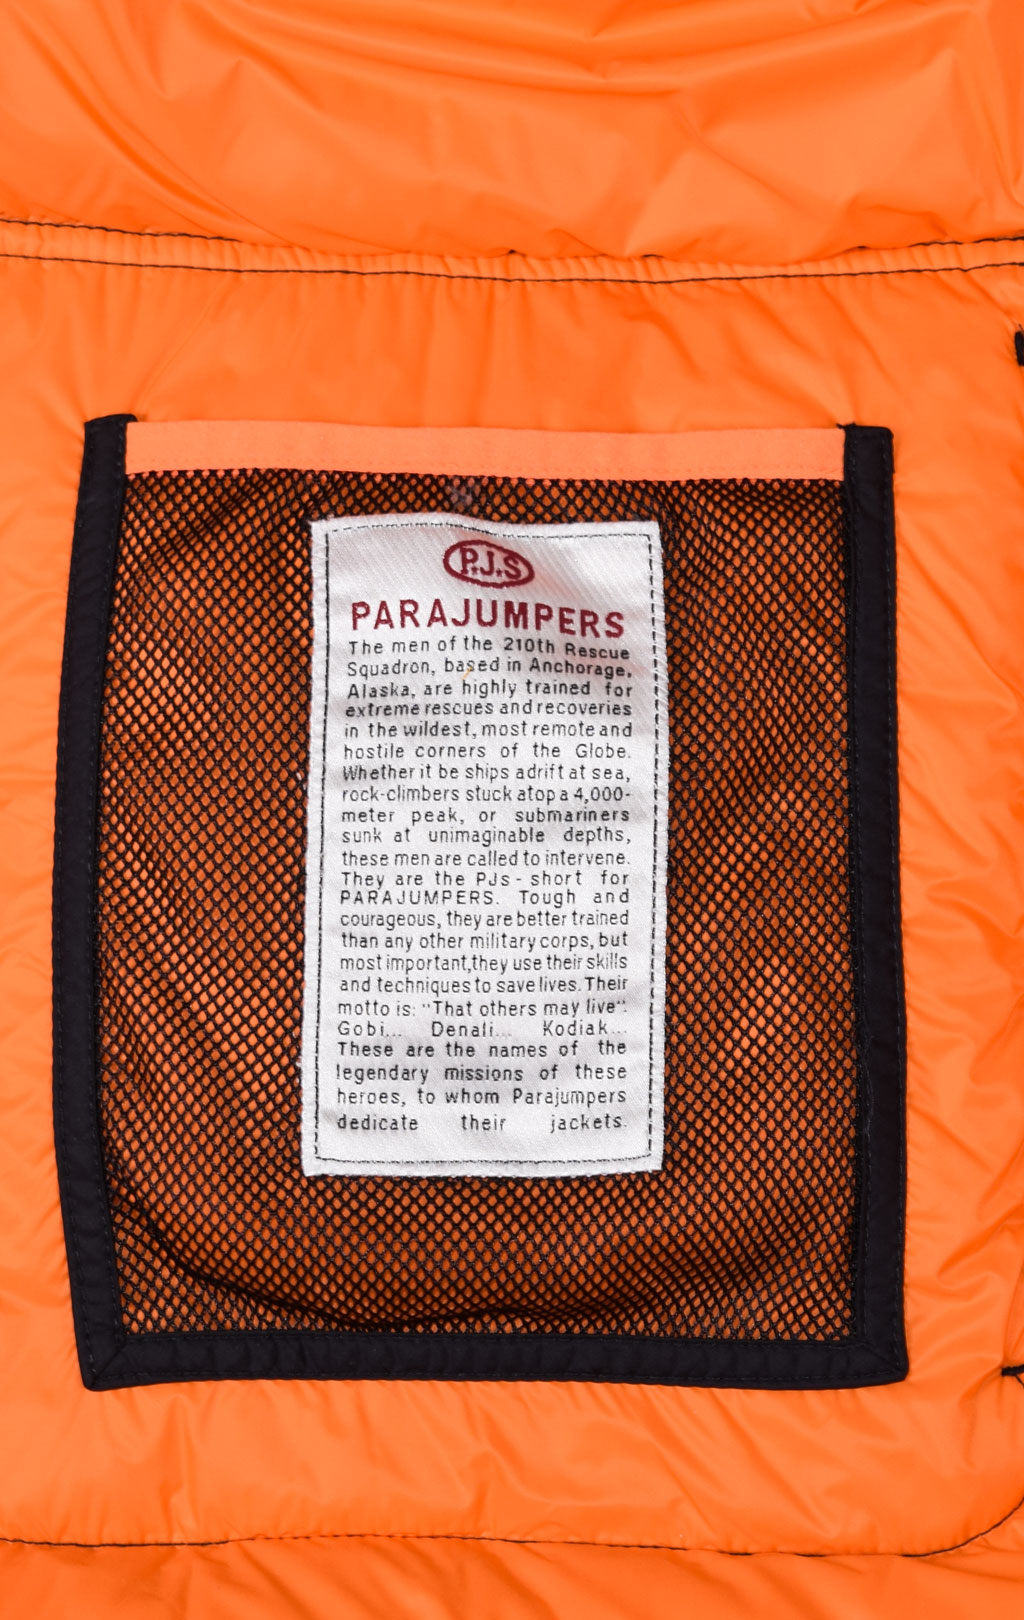 P.J.S
PARAJUMPERS
The men of the 210th Rescue
Squadron, based in Anchorage,
Alaska, are highly trained for
extreme rescues and recoveries
in the wildest, most remote and
hostile corners of the Globe.
Whether it be ships adrift at sea,
rock-climbers stuck atop a 4,000-
meter peak, or submariners
sunk at unimaginable depths,
these men are called to intervene.
They are the PJs - short for
PARAJUMPERS. Tough and
courageous, they are better trained
than any other military corps, but
most important,they use their skills
and techniques to save lives. Their
motto is: "That others may live".
Gobi... Denali... Kodiak...
These are the names of the
legendary missions of these
heroes, to whom Parajumpers
dedicate their jackets.